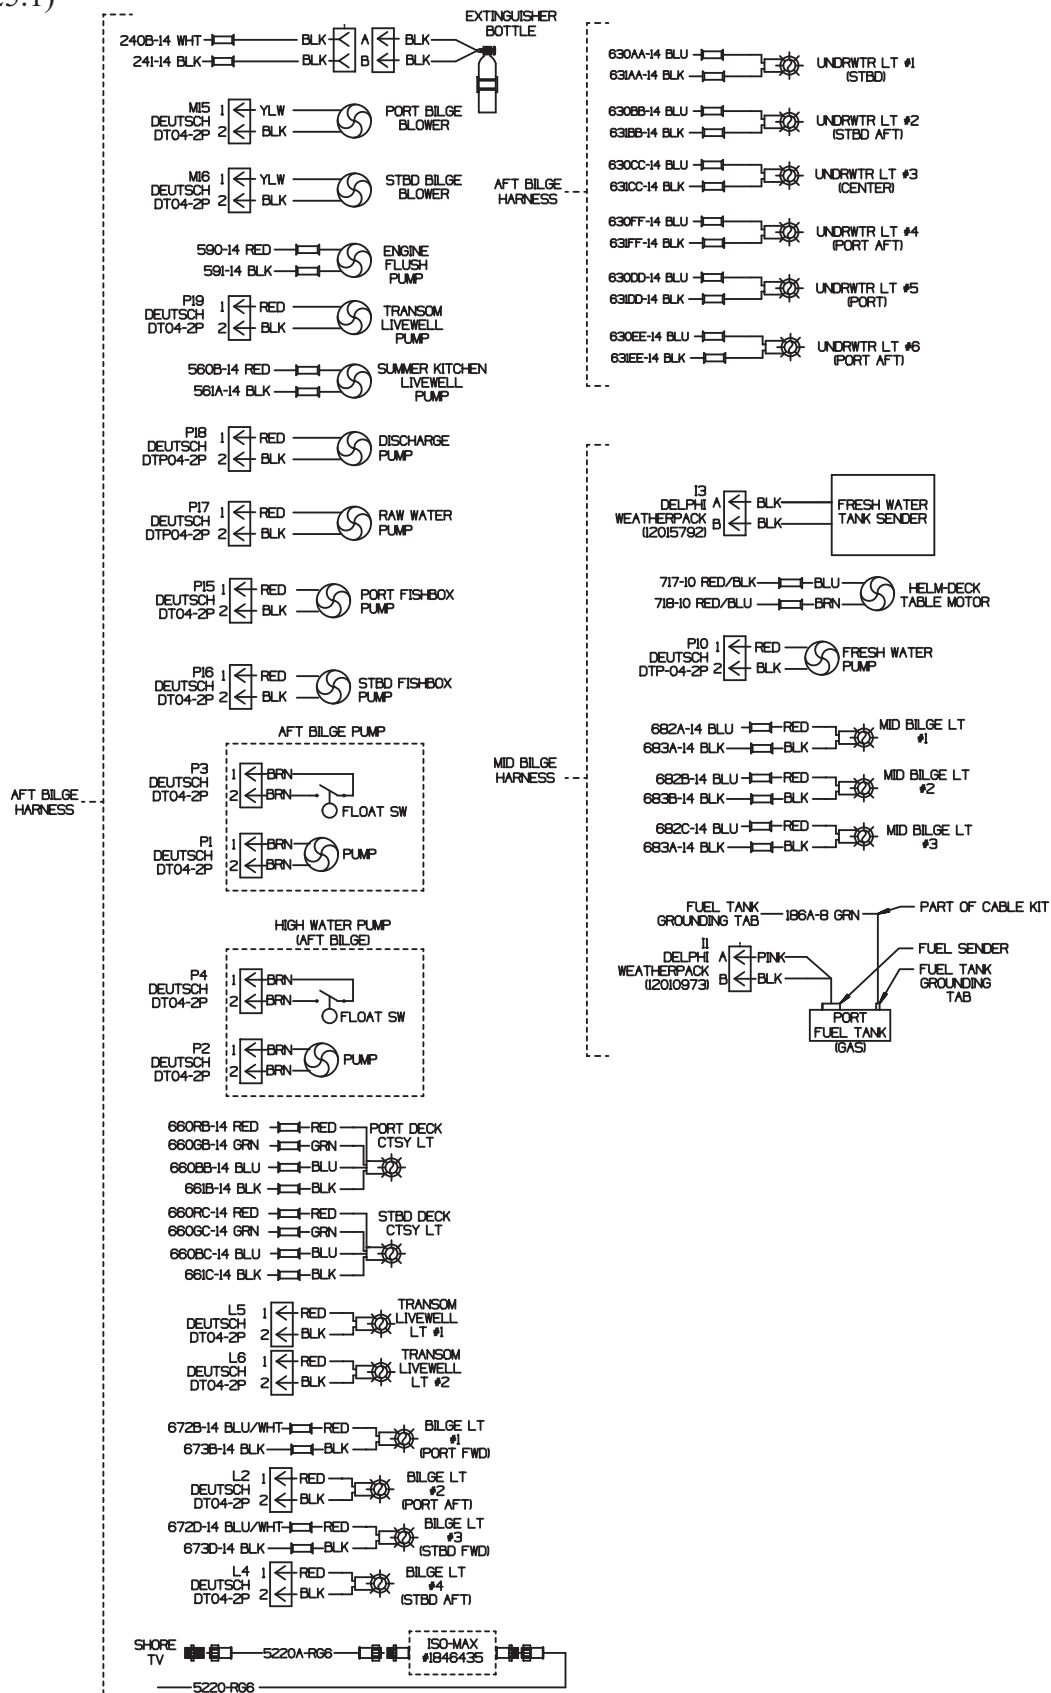 25.1)
EXTINGUISHER
BOTTLE
240B-14 WHT BLK A BLK
241-14 BLK BLK B BLK
M15 1 YLW
DEUTSCH
DT04-2P 2 BLK
PORT BILGE
BLOWER
M16 1 YLW
DEUTSCH
DT04-2P 2 BLK
STBD BILGE
BLOWER
590-14 RED
591-14 BLK
ENGINE
FLUSH
PUMP
P19 1 RED
DEUTSCH
DT04-2P 2 BLK
TRANSOM
LIVEWELL
PUMP
560B-14 RED
561A-14 BLK
SUMMER KITCHEN
LIVEWELL
PUMP
P18 1 RED
DEUTSCH
DTP04-2P 2 BLK
DISCHARGE
PUMP
P17 1 RED
DEUTSCH
DTP04-2P 2 BLK
RAW WATER
PUMP
P15 1 RED
DEUTSCH
DT04-2P 2 BLK
PORT FISHBOX
PUMP
P16 1 RED
DEUTSCH
DT04-2P 2 BLK
STBD FISHBOX
PUMP
AFT BILGE PUMP
P3 1 BRN
DEUTSCH
DT04-2P 2 BRN
FLOAT SW
P1 1 BRN
DEUTSCH
DT04-2P 2 BRN
PUMP
AFT BILGE
HARNESS
HIGH WATER PUMP
(AFT BILGE)
P4 1 BRN
DEUTSCH
DT04-2P 2 BRN
FLOAT SW
P2 1 BRN
DEUTSCH
DT04-2P 2 BRN
PUMP
660RB-14 RED RED
660GB-14 GRN GRN
660BB-14 BLU BLU
661B-14 BLK BLK
PORT DECK
CTSY LT
660RC-14 RED RED
660GC-14 GRN GRN
660BC-14 BLU BLU
661C-14 BLK BLK
STBD DECK
CTSY LT
L5 1 RED
DEUTSCH
DT04-2P 2 BLK
TRANSOM
LIVEWELL
LT #1
L6 1 RED
DEUTSCH
DT04-2P 2 BLK
TRANSOM
LIVEWELL
LT #2
672B-14 BLU/WHT RED
673B-14 BLK BLK
BILGE LT
#1
(PORT FWD)
L2 1 RED
DEUTSCH
DT04-2P 2 BLK
BILGE LT
#2
(PORT AFT)
672D-14 BLU/WHT RED
673D-14 BLK BLK
BILGE LT
#3
(STBD FWD)
L4 1 RED
DEUTSCH
DT04-2P 2 BLK
BILGE LT
#4
(STBD AFT)
SHORE
TV
5220A-RG6
ISO-MAX
#1846435
5220-RG6
AFT BILGE
HARNESS
630AA-14 BLU
631AA-14 BLK
UNDRWTR LT #1
(STBD)
630BB-14 BLU
631BB-14 BLK
UNDRWTR LT #2
(STBD AFT)
630CC-14 BLU
631CC-14 BLK
UNDRWTR LT #3
(CENTER)
630FF-14 BLU
631FF-14 BLK
UNDRWTR LT #4
(PORT AFT)
630DD-14 BLU
631DD-14 BLK
UNDRWTR LT #5
(PORT)
630EE-14 BLU
631EE-14 BLK
UNDRWTR LT #6
(PORT AFT)
MID BILGE
HARNESS
I3
DELPHI A BLK
WEATHERPACK
(12015792) B BLK
FRESH WATER
TANK SENDER
717-10 RED/BLK BLU
718-10 RED/BLU BRN
HELM-DECK
TABLE MOTOR
P10 1 RED
DEUTSCH
DTP-04-2P 2 BLK
FRESH WATER
PUMP
682A-14 BLU RED
683A-14 BLK BLK
MID BILGE LT
#1
682B-14 BLU RED
683B-14 BLK BLK
MID BILGE LT
#2
682C-14 BLU RED
683A-14 BLK BLK
MID BILGE LT
#3
FUEL TANK
GROUNDING TAB
186A-8 GRN
PART OF CABLE KIT
I1
DELPHI A PINK
WEATHERPACK
(12010973) B BLK
FUEL SENDER
FUEL TANK
GROUNDING
TAB
PORT
FUEL TANK
(GAS)